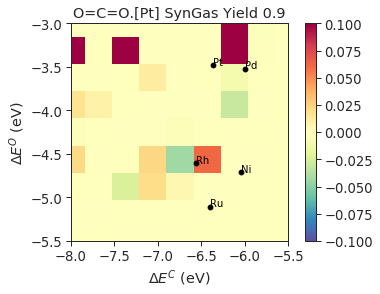 O=C=O.[Pt] SynGas Yield 0.9
−3.0
−3.5
−4.0
−4.5
−5.0
−5.5
ΔE^O (eV)
Pt
Pd
Rh
Ni
Ru
−8.0 −7.5 −7.0 −6.5 −6.0 −5.5
ΔE^C (eV)
0.100
0.075
0.050
0.025
0.000
−0.025
−0.050
−0.075
−0.100